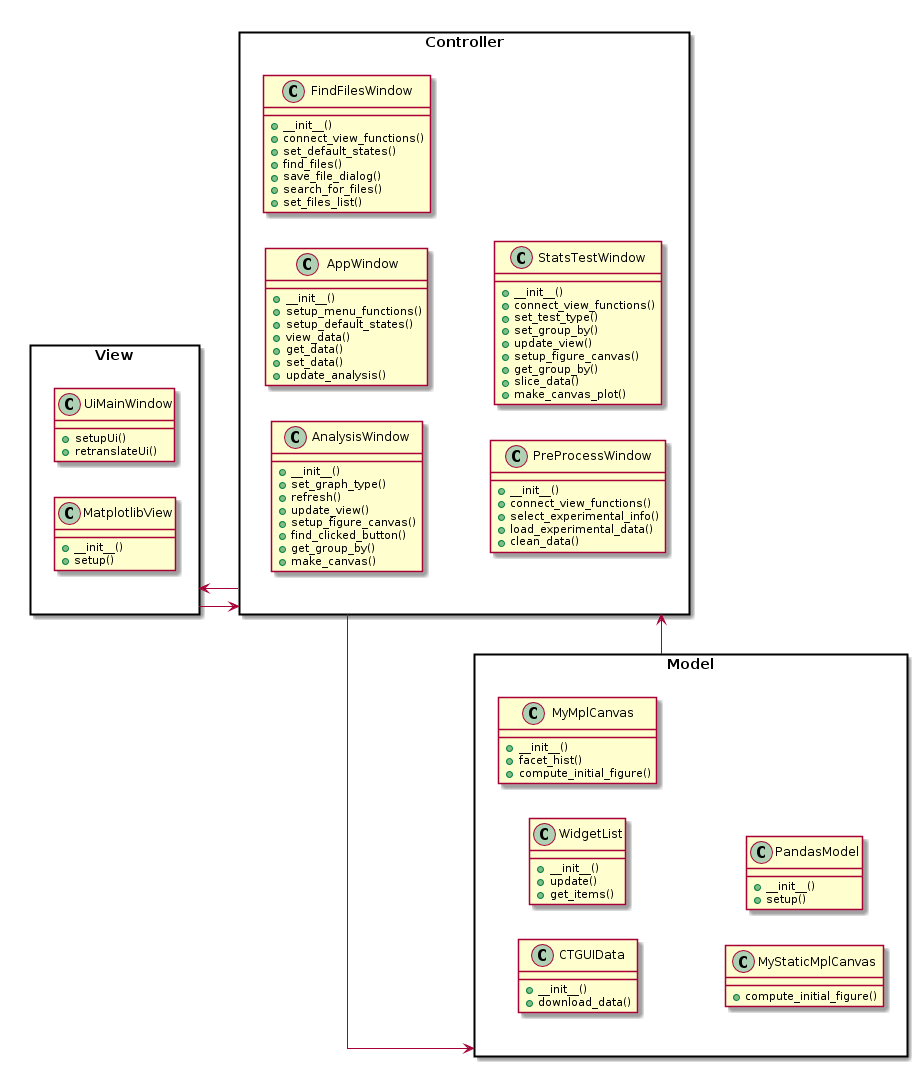 Controller
C FindFilesWindow
__init__()
connect_view_functions()
set_default_states()
find_files()
save_file_dialog()
search_for_files()
set_files_list()
C AppWindow
__init__()
setup_menu_functions()
setup_default_states()
view_data()
get_data()
set_data()
update_analysis()
C StatsTestWindow
__init__()
connect_view_functions()
set_test_type()
set_group_by()
update_view()
setup_figure_canvas()
get_group_by()
slice_data()
make_canvas_plot()
C AnalysisWindow
__init__()
set_graph_type()
refresh()
update_view()
setup_figure_canvas()
find_clicked_button()
get_group_by()
make_canvas()
C PreProcessWindow
__init__()
connect_view_functions()
select_experimental_info()
load_experimental_data()
clean_data()
View
C UiMainWindow
setupUi()
retranslateUi()
C MatplotlibView
__init__()
setup()
Model
C MyMplCanvas
__init__()
facet_hist()
compute_initial_figure()
C WidgetList
__init__()
update()
get_items()
C PandasModel
__init__()
setup()
C CTGUIData
__init__()
download_data()
C MyStaticMplCanvas
compute_initial_figure()